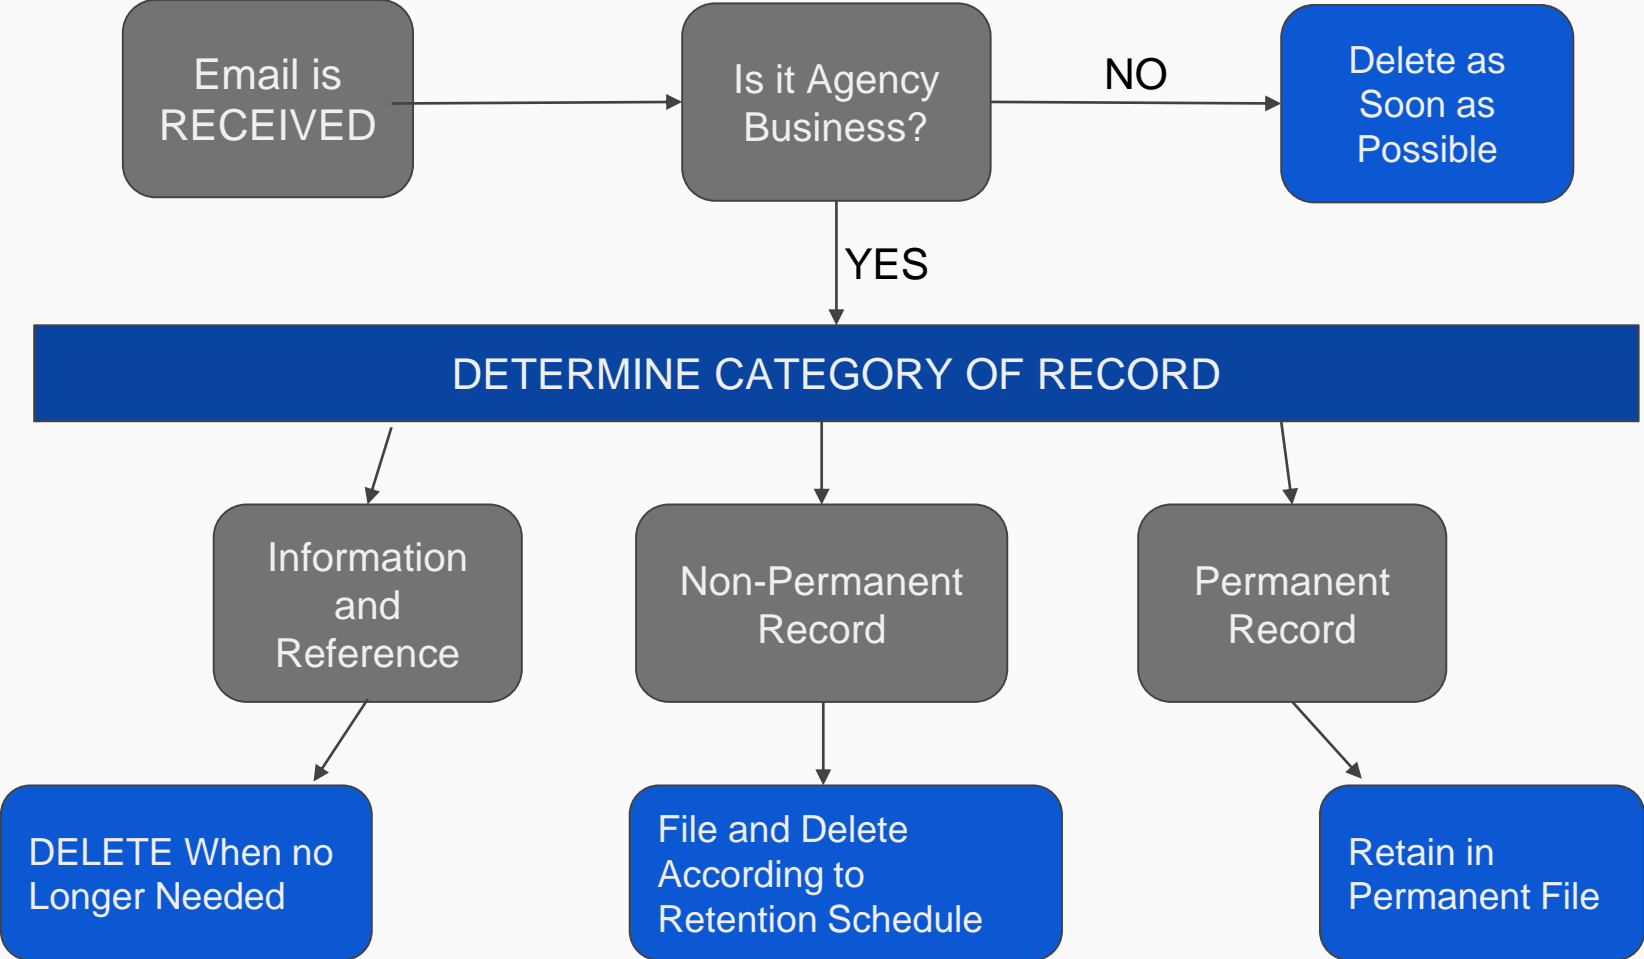 Email is
RECEIVED
Is it Agency
Business?
NO
Delete as
Soon as
Possible
YES
DETERMINE CATEGORY OF RECORD
Information
and
Reference
Non-Permanent
Record
Permanent
Record
DELETE When no
Longer Needed
File and Delete
According to
Retention Schedule
Retain in
Permanent File